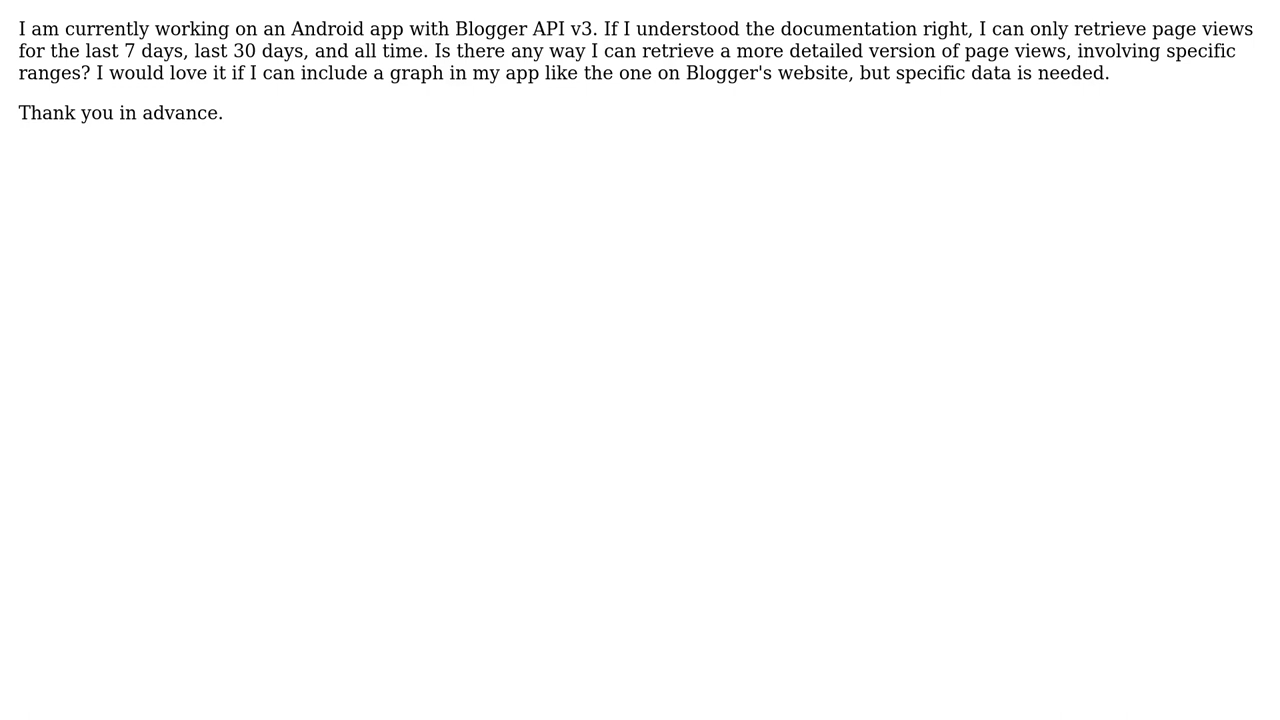 I am currently working on an Android app with Blogger API v3. If I understood the documentation right, I can only retrieve page views
for the last 7 days, last 30 days, and all time. Is there any way I can retrieve a more detailed version of page views, involving specific
ranges? I would love it if I can include a graph in my app like the one on Blogger's website, but specific data is needed.
Thank you in advance.